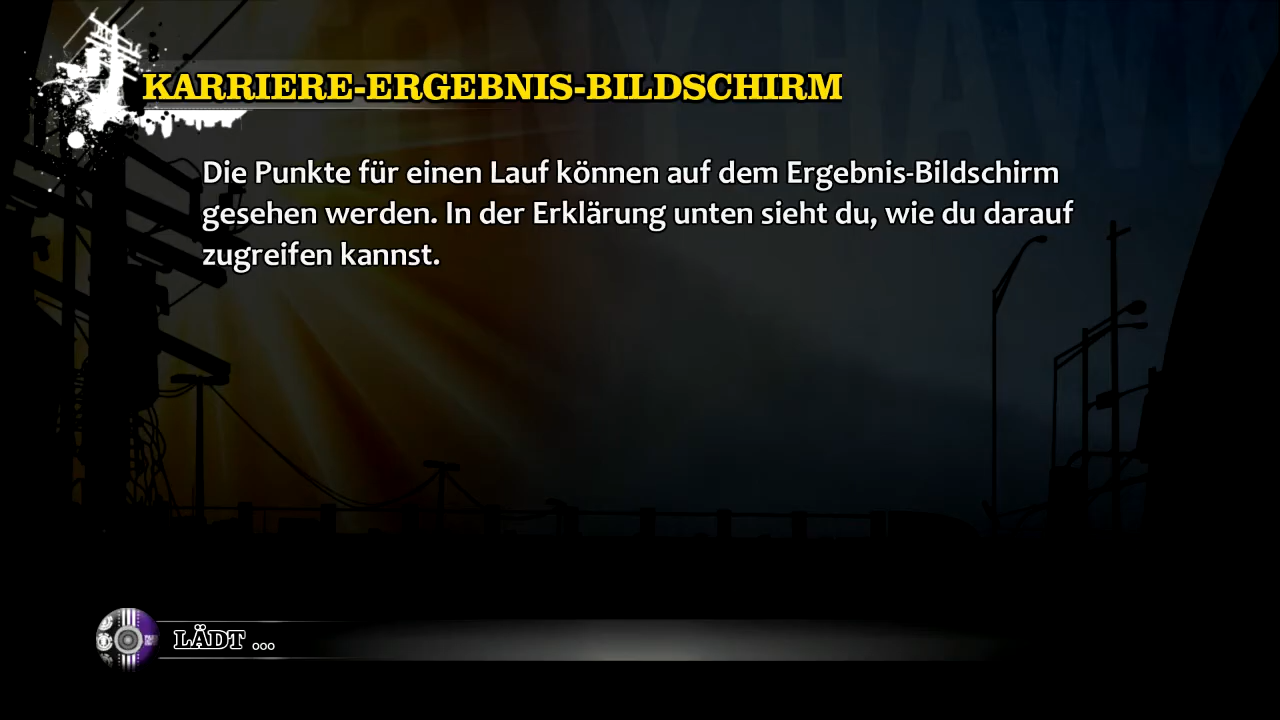 KARRIERE-ERGEBNIS-BILDSCHIRM
Die Punkte für einen Lauf können auf dem Ergebnis-Bildschirm
gesehen werden. In der Erklärung unten sieht du, wie du darauf
zugreifen kannst.
LÄDT ...